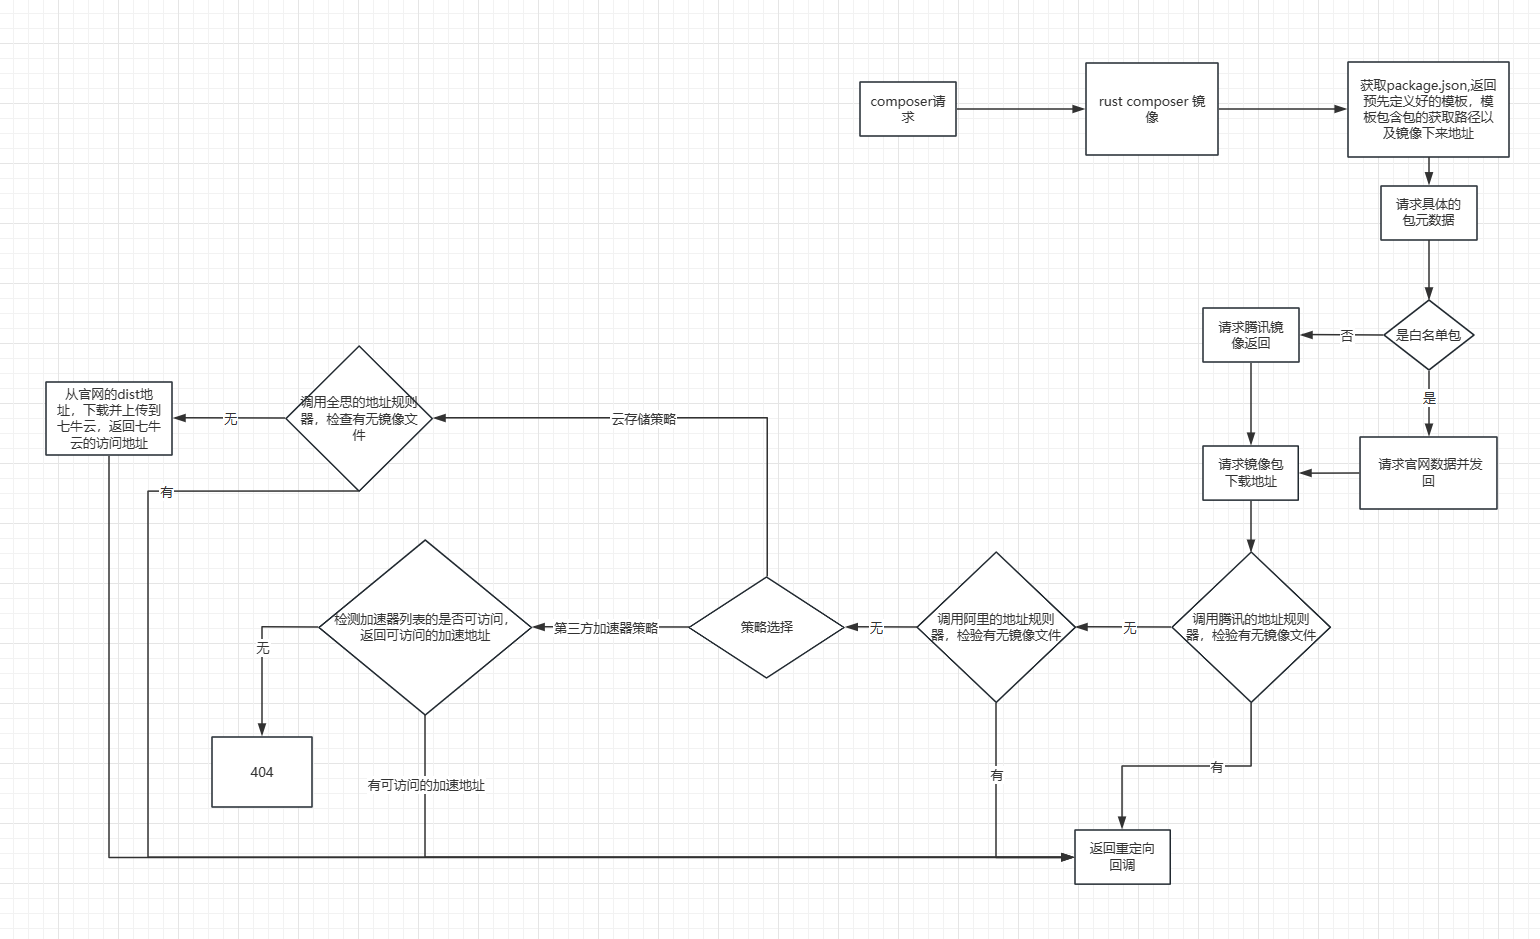 composer请
求
rust composer 镜
像
获取package.json,返回
预先定义好的模板，模
板包含包的获取路径以
及镜像下来地址
请求具体的
包元数据
是白名单包
否
请求腾讯镜
像返回
是
请求官网数据并发
回
请求镜像包
下载地址
调用腾讯的地址规则
器，检验有无镜像文件
无
有
调用阿里的地址规则
器，检验有无镜像文件
无
有
策略选择
云存储策略
第三方加速器策略
调用全思的地址规则
器，检查有无镜像文
件
无
有
从官网的dist地
址，下载并上传到
七牛云，返回七牛
云的访问地址
检测加速器列表的是否可访问，
返回可访问的加速地址
无
404
有可访问的加速地址
返回重定向
回调